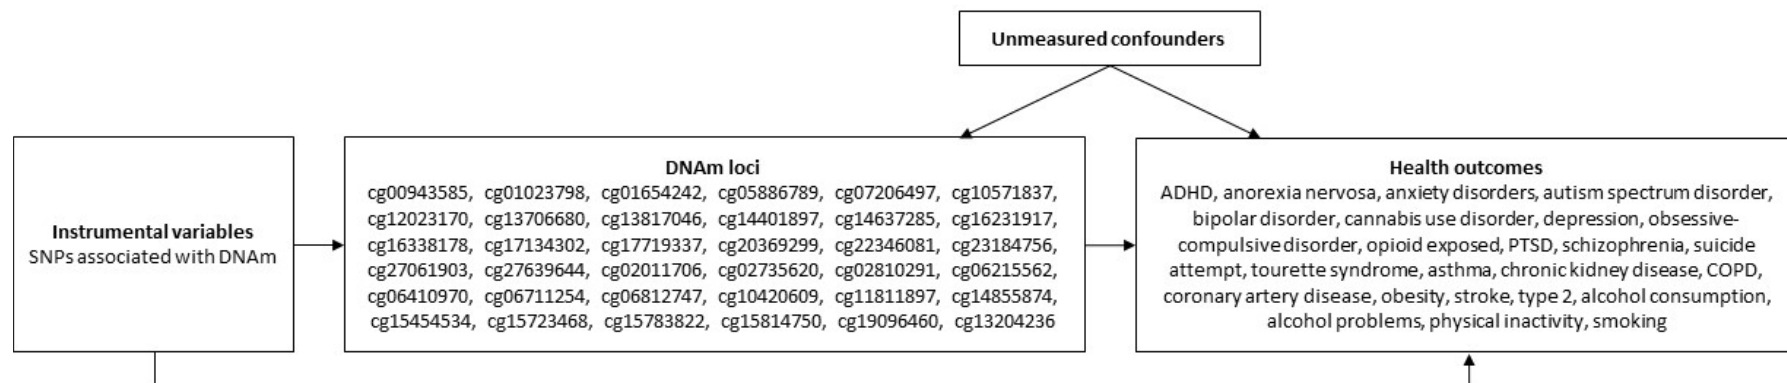 Unmeasured confounders
Instrumental variables
SNPs associated with DNAm
DNAm loci
cg00943585, cg01023798, cg01654242, cg05886789, cg07206497, cg10571837,
cg12023170, cg13706680, cg13817046, cg14401897, cg14637285, cg16231917,
cg16338178, cg17134302, cg17719337, cg20369299, cg22346081, cg23184756,
cg27061903, cg27639644, cg02011706, cg02735620, cg02810291, cg06215562,
cg06410970, cg06711254, cg06812747, cg10420609, cg11811897, cg14855874,
cg15454534, cg15723468, cg15783822, cg15814750, cg19096460, cg13204236
Health outcomes
ADHD, anorexia nervosa, anxiety disorders, autism spectrum disorder,
bipolar disorder, cannabis use disorder, depression, obsessive-
compulsive disorder, opioid exposed, PTSD, schizophrenia, suicide
attempt, tourette syndrome, asthma, chronic kidney disease, COPD,
coronary artery disease, obesity, stroke, type 2, alcohol consumption,
alcohol problems, physical inactivity, smoking